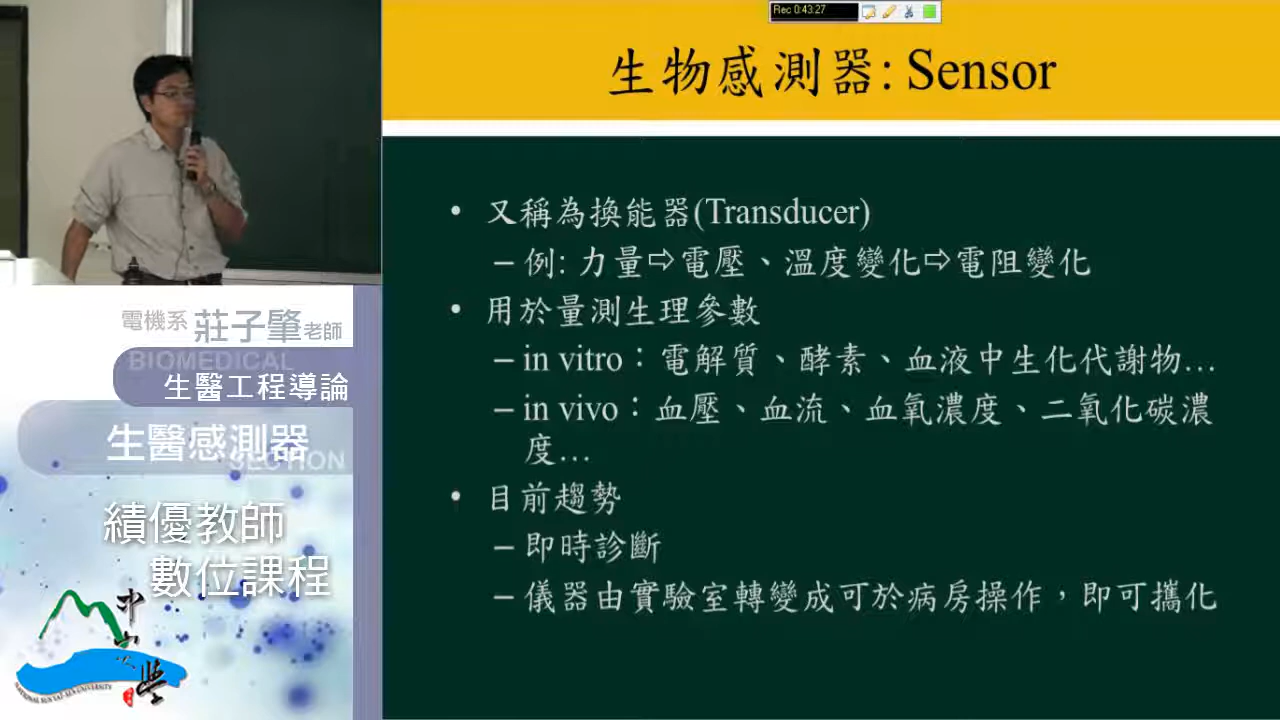 Rec 0:43:27
生物感測器: Sensor
• 又稱為換能器(Transducer)
– 例: 力量⇨電壓、溫度變化⇨電阻變化
• 用於量測生理參數
– in vitro：電解質、酵素、血液中生化代謝物…
– in vivo：血壓、血流、血氧濃度、二氧化碳濃
度…
• 目前趨勢
– 即時診斷
– 儀器由實驗室轉變成可於病房操作，即可攜化
電機系 莊子肇老師
BIOMEDICAL
生醫工程導論
生醫感測器
SECTION
績優教師
數位課程
中山大學
NATIONAL SUN YAT-SEN UNIVERSITY